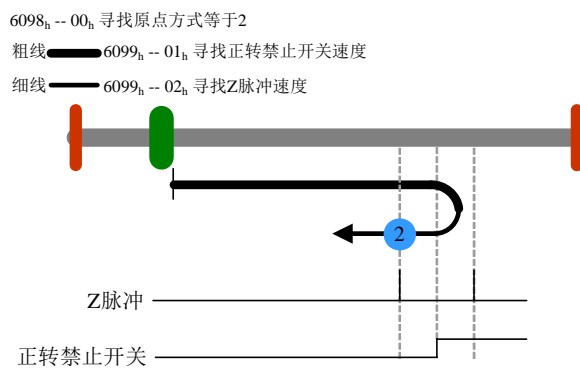 6098h -- 00h 寻找原点方式等于2
粗线 6099h -- 01h 寻找正转禁止开关速度
细线 6099h -- 02h 寻找Z脉冲速度
2
Z脉冲
正转禁止开关